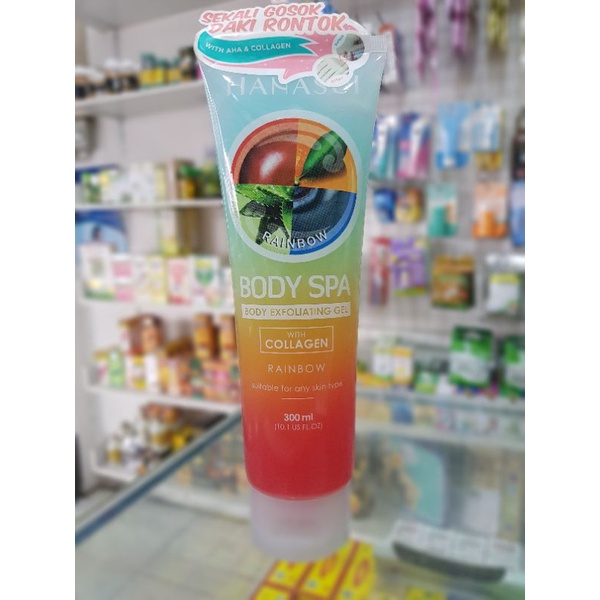 SEKALI GOSOK
DAKI RONTOK
WITH AHA & COLLAGEN
HANASUI
RAINBOW
BODY SPA
BODY EXFOLIATING GEL
WITH
COLLAGEN
RAINBOW
suitable for any skin type
300 ml
(10.1 US FL OZ)